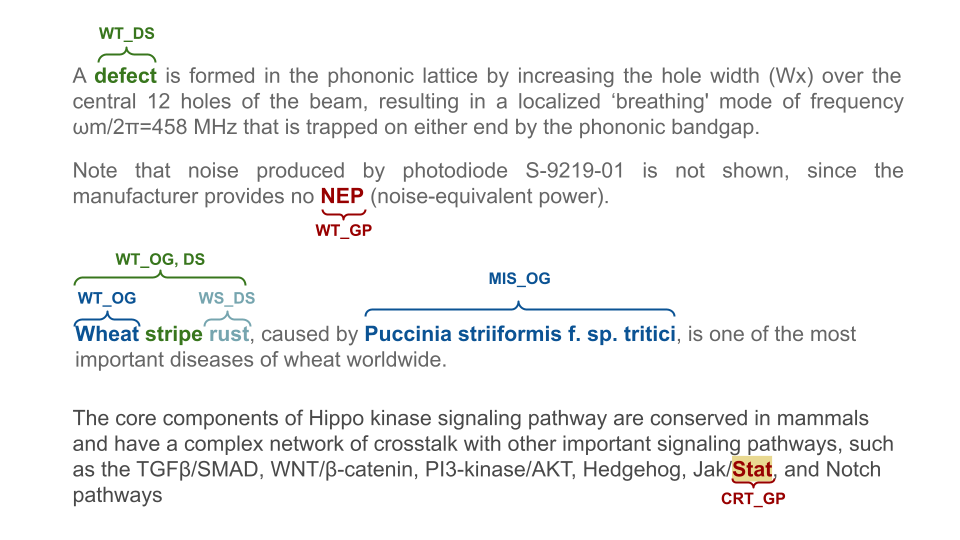 WT_DS
A defect is formed in the phononic lattice by increasing the hole width (Wx) over the
central 12 holes of the beam, resulting in a localized ‘breathing' mode of frequency
ωm/2π=458 MHz that is trapped on either end by the phononic bandgap.
Note that noise produced by photodiode S-9219-01 is not shown, since the
manufacturer provides no NEP (noise-equivalent power).
WT_GP
WT_OG, DS
MIS_OG
WT_OG WS_DS
Wheat stripe rust, caused by Puccinia striiformis f. sp. tritici, is one of the most
important diseases of wheat worldwide.
The core components of Hippo kinase signaling pathway are conserved in mammals
and have a complex network of crosstalk with other important signaling pathways, such
as the TGFβ/SMAD, WNT/β-catenin, PI3-kinase/AKT, Hedgehog, Jak/Stat, and Notch
pathways
CRT_GP